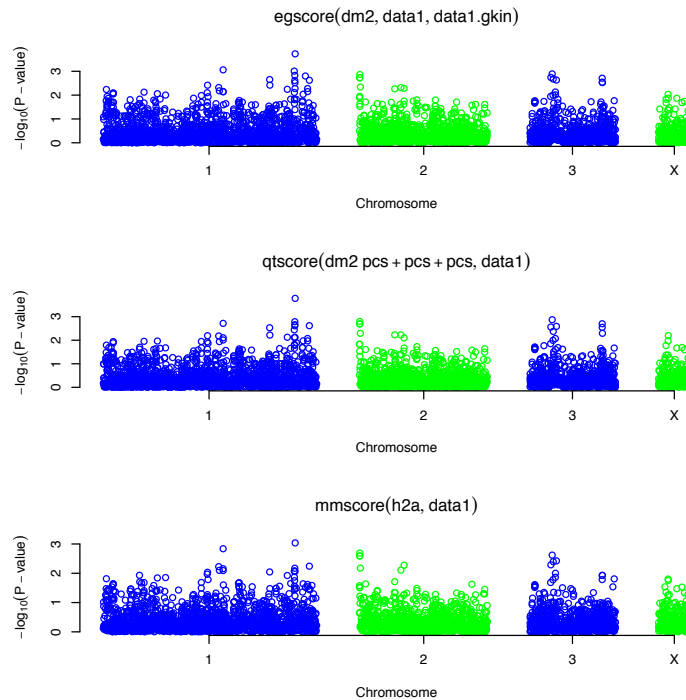 egscore(dm2, data1, data1.gkin)
3
2
1
0
−log10(P − value)
1 2 3 X
Chromosome
qtscore(dm2 pcs + pcs + pcs, data1)
3
2
1
0
−log10(P − value)
1 2 3 X
Chromosome
mmscore(h2a, data1)
3
2
1
0
−log10(P − value)
1 2 3 X
Chromosome